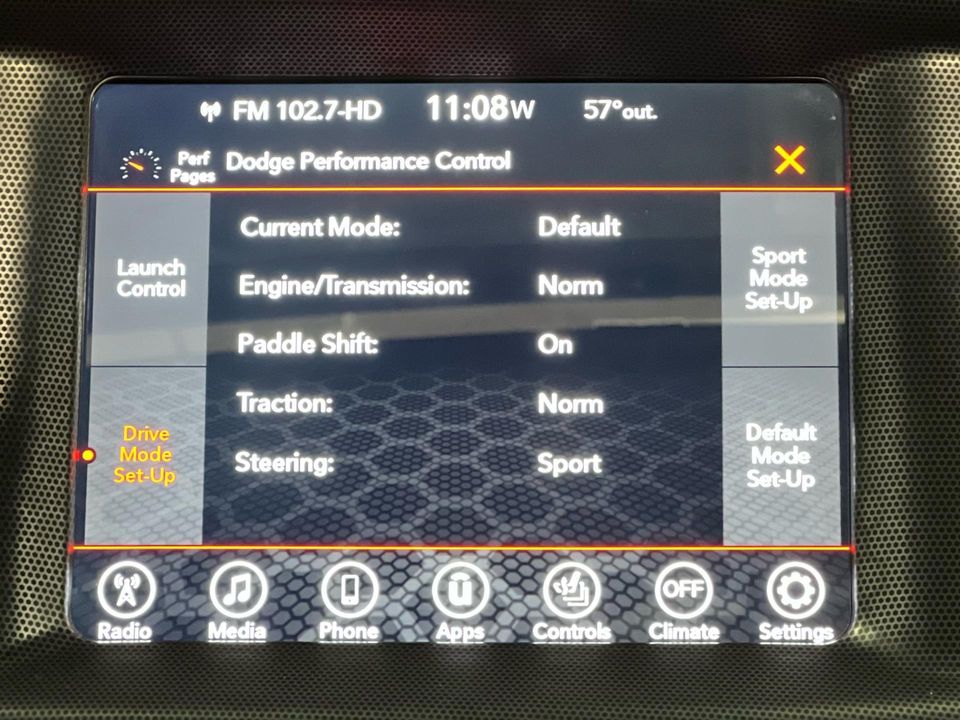 FM 102.7-HD 11:08W 57°out.
Perf
Pages
Dodge Performance Control
Launch
Control
Drive
Mode
Set-Up
Current Mode: Default
Engine/Transmission: Norm
Paddle Shift: On
Traction: Norm
Steering: Sport
Sport
Mode
Set-Up
Default
Mode
Set-Up
OFF
Radio Media Phone Apps Controls Climate Settings